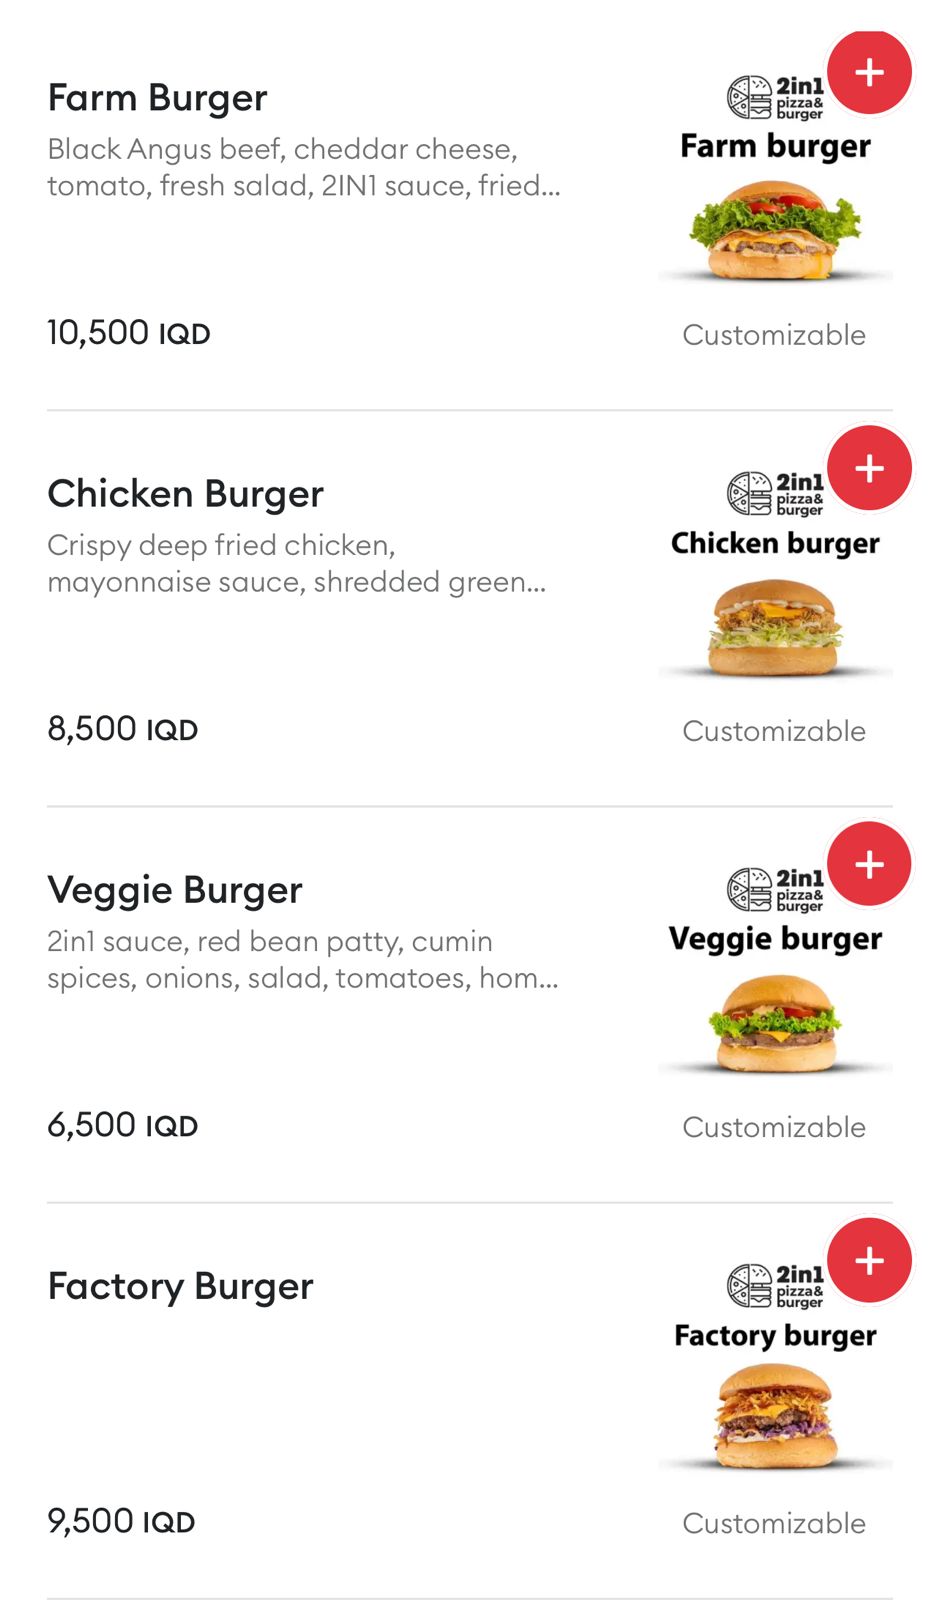 Farm Burger
Black Angus beef, cheddar cheese,
tomato, fresh salad, 2IN1 sauce, fried...
10,500 IQD
2in1
pizza&
burger
Farm burger
Customizable
Chicken Burger
Crispy deep fried chicken,
mayonnaise sauce, shredded green...
8,500 IQD
2in1
pizza&
burger
Chicken burger
Customizable
Veggie Burger
2in1 sauce, red bean patty, cumin
spices, onions, salad, tomatoes, hom...
6,500 IQD
2in1
pizza&
burger
Veggie burger
Customizable
Factory Burger
9,500 IQD
2in1
pizza&
burger
Factory burger
Customizable